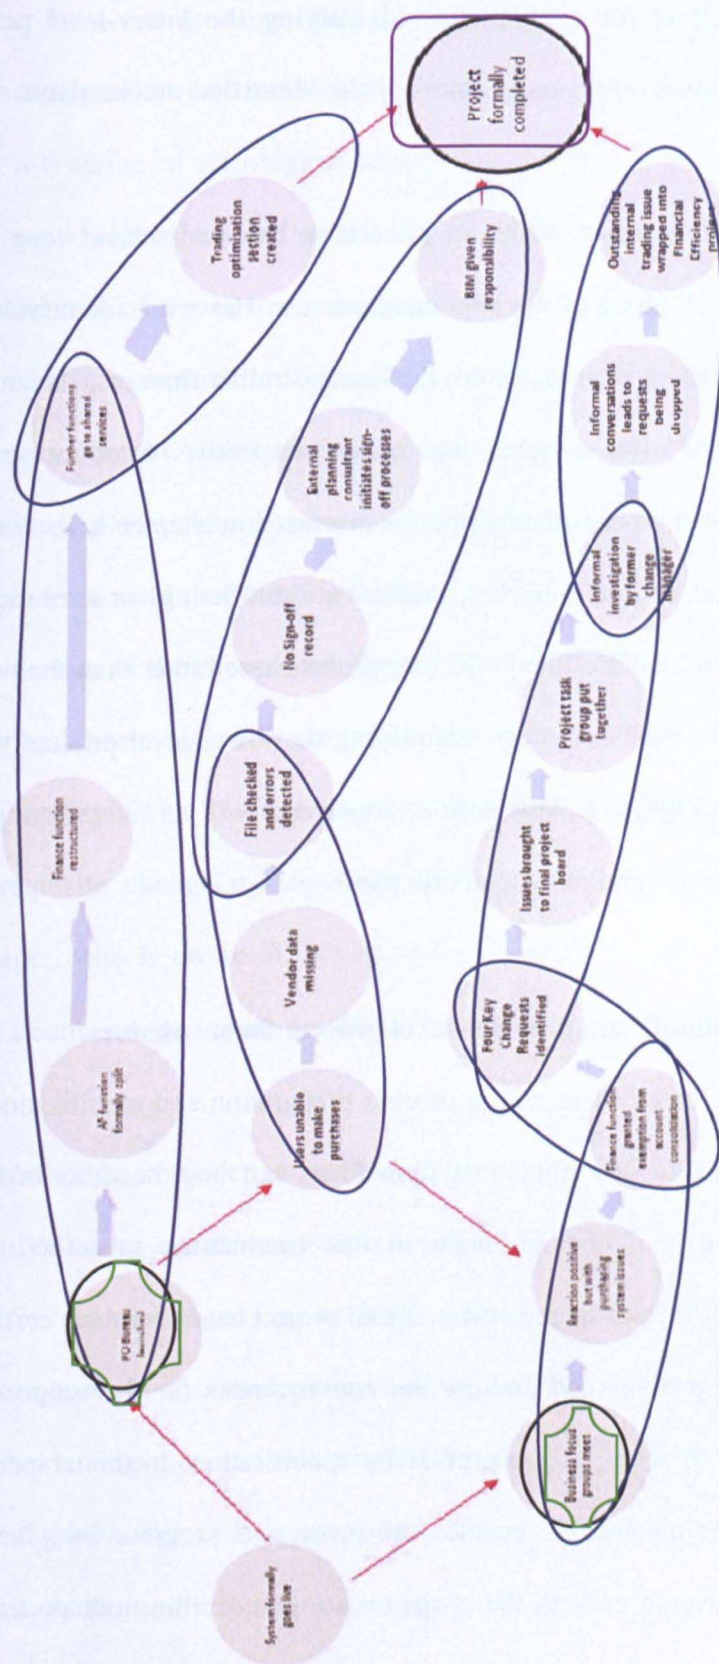 System formally
goes live
PO Bureau
AP function
formally split
Finance function
restructured
go to shared
services
Trading
optimisation
section
created
Users unable
to make
purchases
Vendor data
missing
File checked
and errors
detected
No Sign-off
record
External
planning
consultant
initiates sign
off processes
BIM given
responsibility
Project
formally
completed
Business focus
groups meet
Reaction positive
but with
purchasing
system issues
Finance function
granted
exemption from
account
consolidation
Four Key
Change
Requests
identified
Issues brought
to final project
board
Project task
group put
together
Informal
investigation
by former
change
manager
Informal
conversations
leads to
requests
being
dropped
Outstanding
internal
trading issue
wrapped into
Financial
Efficiency
project